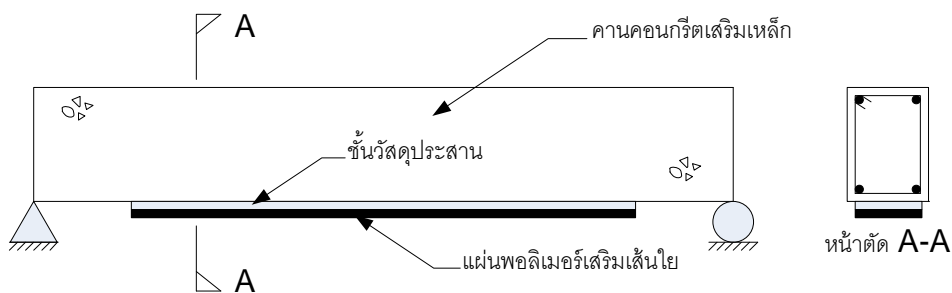 A
คานคอนกรีตเสริมเหล็ก
ชั้นวัสดุประสาน
แผ่นพอลิเมอร์เสริมเส้นใย
A
หน้าตัด A-A